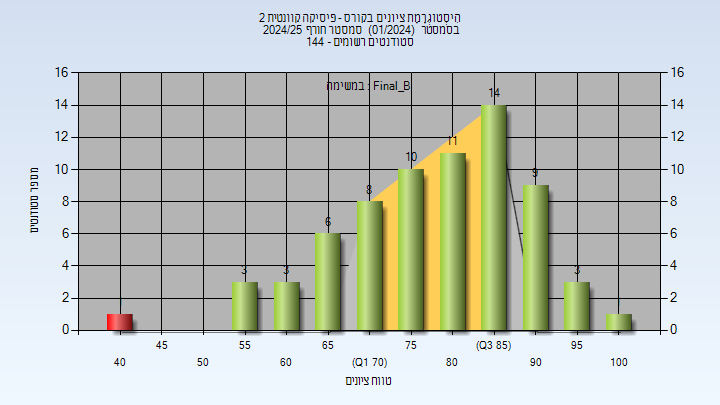 היסטוגרמת ציונים בקורס - פיסיקה קוונטית 2
בסמסטר (01/2024) סמסטר חורף 2024/25
סטודנטים רשומים - 144
במשימה : Final_B
מספר סטודנטים
16 16
14 14
12 12
10 10
8 8
6 6
4 4
2 2
0 0
3 3 6 8 10 11 14 9 3
45 55 65 75 (Q3 85) 95
40 50 60 (Q1 70) 80 90 100
טווח ציונים